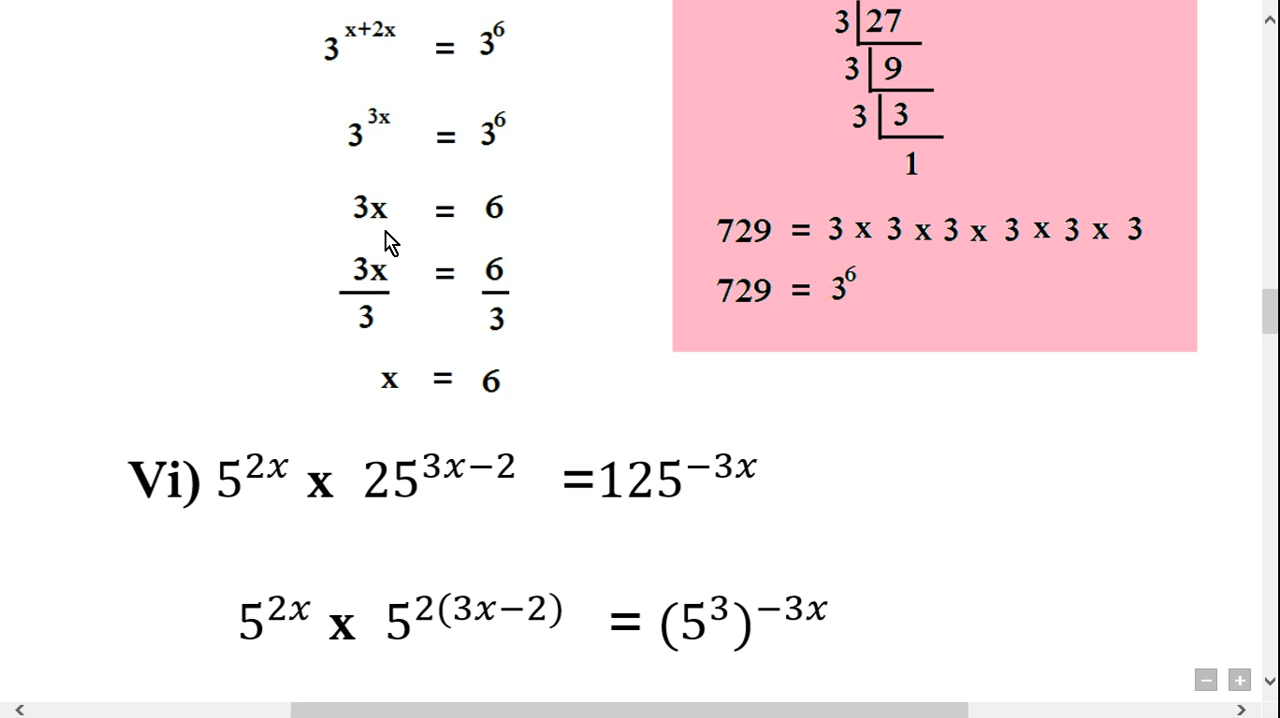 3^{x+2x} = 3^6
3^{3x} = 3^6
3x = 6
3x/3 = 6/3
x = 6
3 | 27
3 | 9
3 | 3
1
729 = 3 x 3 x 3 x 3 x 3 x 3
729 = 3^6
Vi) 5^{2x} x 25^{3x−2} =125^{−3x}
5^{2x} x 5^{2(3x−2)} = (5^3)^{−3x}